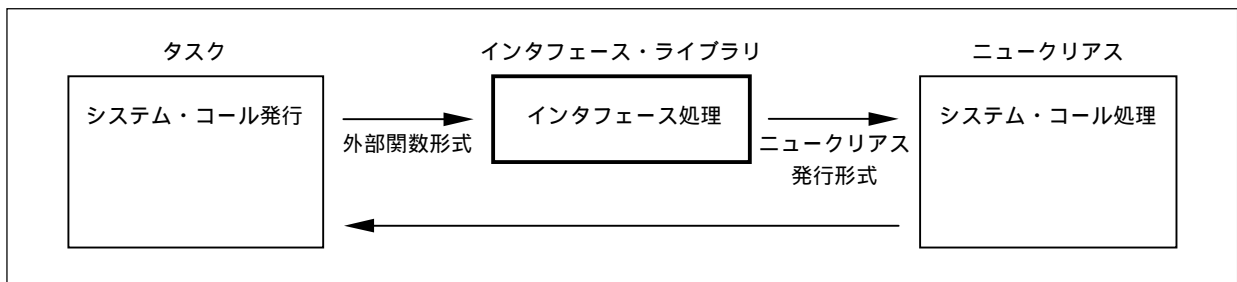 タスク
インタフェース・ライブラリ
ニュークリアス
システム・コール発行
外部関数形式
インタフェース処理
ニュークリアス
発行形式
システム・コール処理